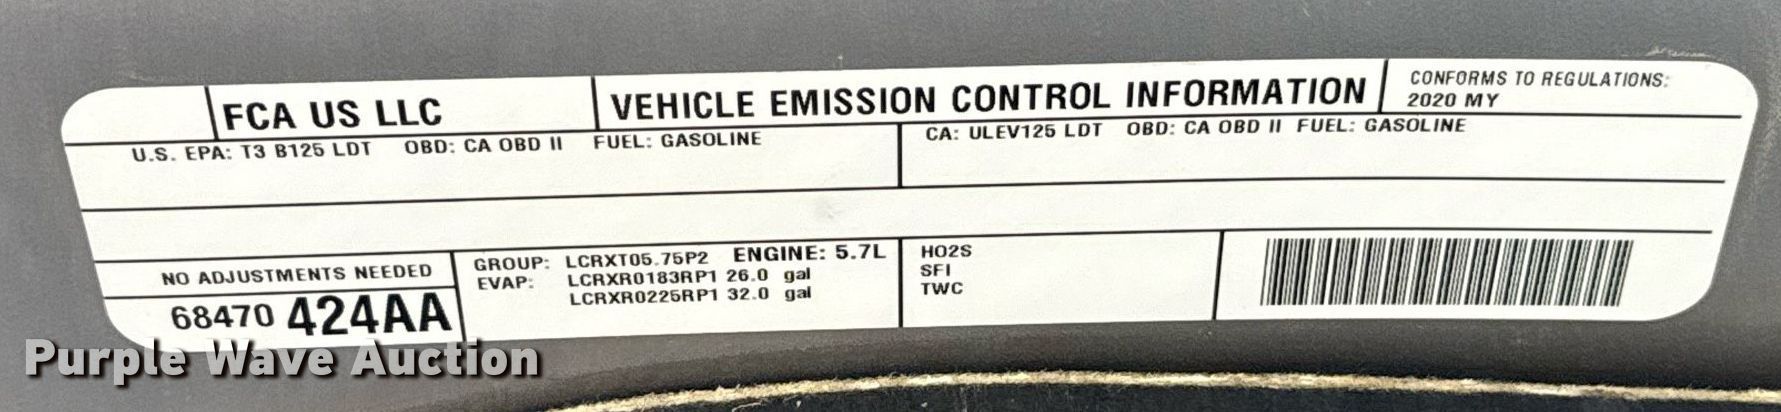 FCA US LLC
VEHICLE EMISSION CONTROL INFORMATION
CONFORMS TO REGULATIONS:
2020 MY
U.S. EPA: T3 B125 LDT OBD: CA OBD II FUEL: GASOLINE
CA: ULEV125 LDT OBD: CA OBD II FUEL: GASOLINE
NO ADJUSTMENTS NEEDED
68470 424AA
GROUP: LCRXT05.75P2 ENGINE: 5.7L
EVAP: LCRXR0183RP1 26.0 gal
LCRXR0225RP1 32.0 gal
HO2S
SFI
TWC
Purple Wave Auction